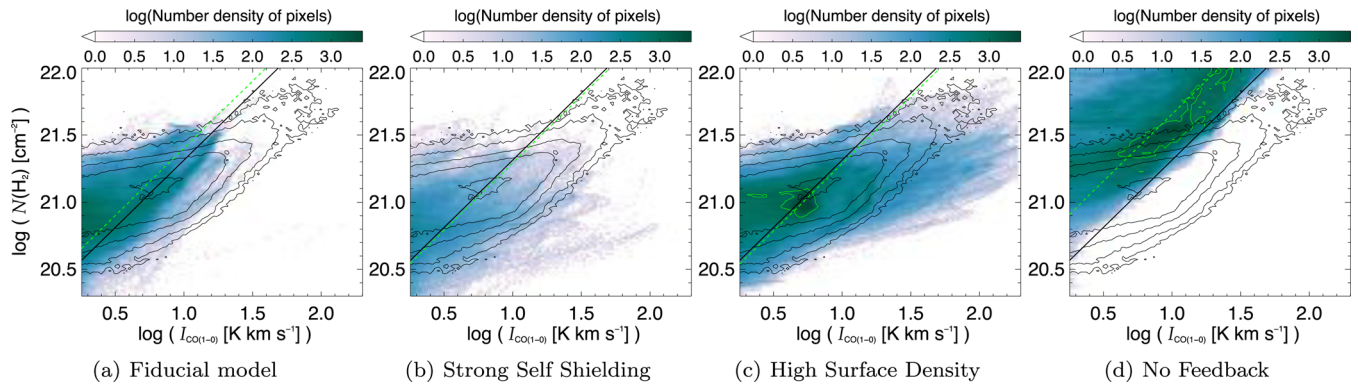 log(Number density of pixels) log(Number density of pixels) log(Number density of pixels) log(Number density of pixels)
0.0 0.5 1.0 1.5 2.0 2.5 3.0 0.0 0.5 1.0 1.5 2.0 2.5 3.0 0.0 0.5 1.0 1.5 2.0 2.5 3.0 0.0 0.5 1.0 1.5 2.0 2.5 3.0
22.0 22.0 22.0 22.0
21.5 21.5 21.5 21.5
log ( N(H₂) [cm⁻²] )
21.0 21.0 21.0 21.0
20.5 20.5 20.5 20.5
0.5 1.0 1.5 2.0 0.5 1.0 1.5 2.0 0.5 1.0 1.5 2.0 0.5 1.0 1.5 2.0
log ( I_CO(1−0) [K km s⁻¹] ) log ( I_CO(1−0) [K km s⁻¹] ) log ( I_CO(1−0) [K km s⁻¹] ) log ( I_CO(1−0) [K km s⁻¹] )
(a) Fiducial model (b) Strong Self Shielding (c) High Surface Density (d) No Feedback